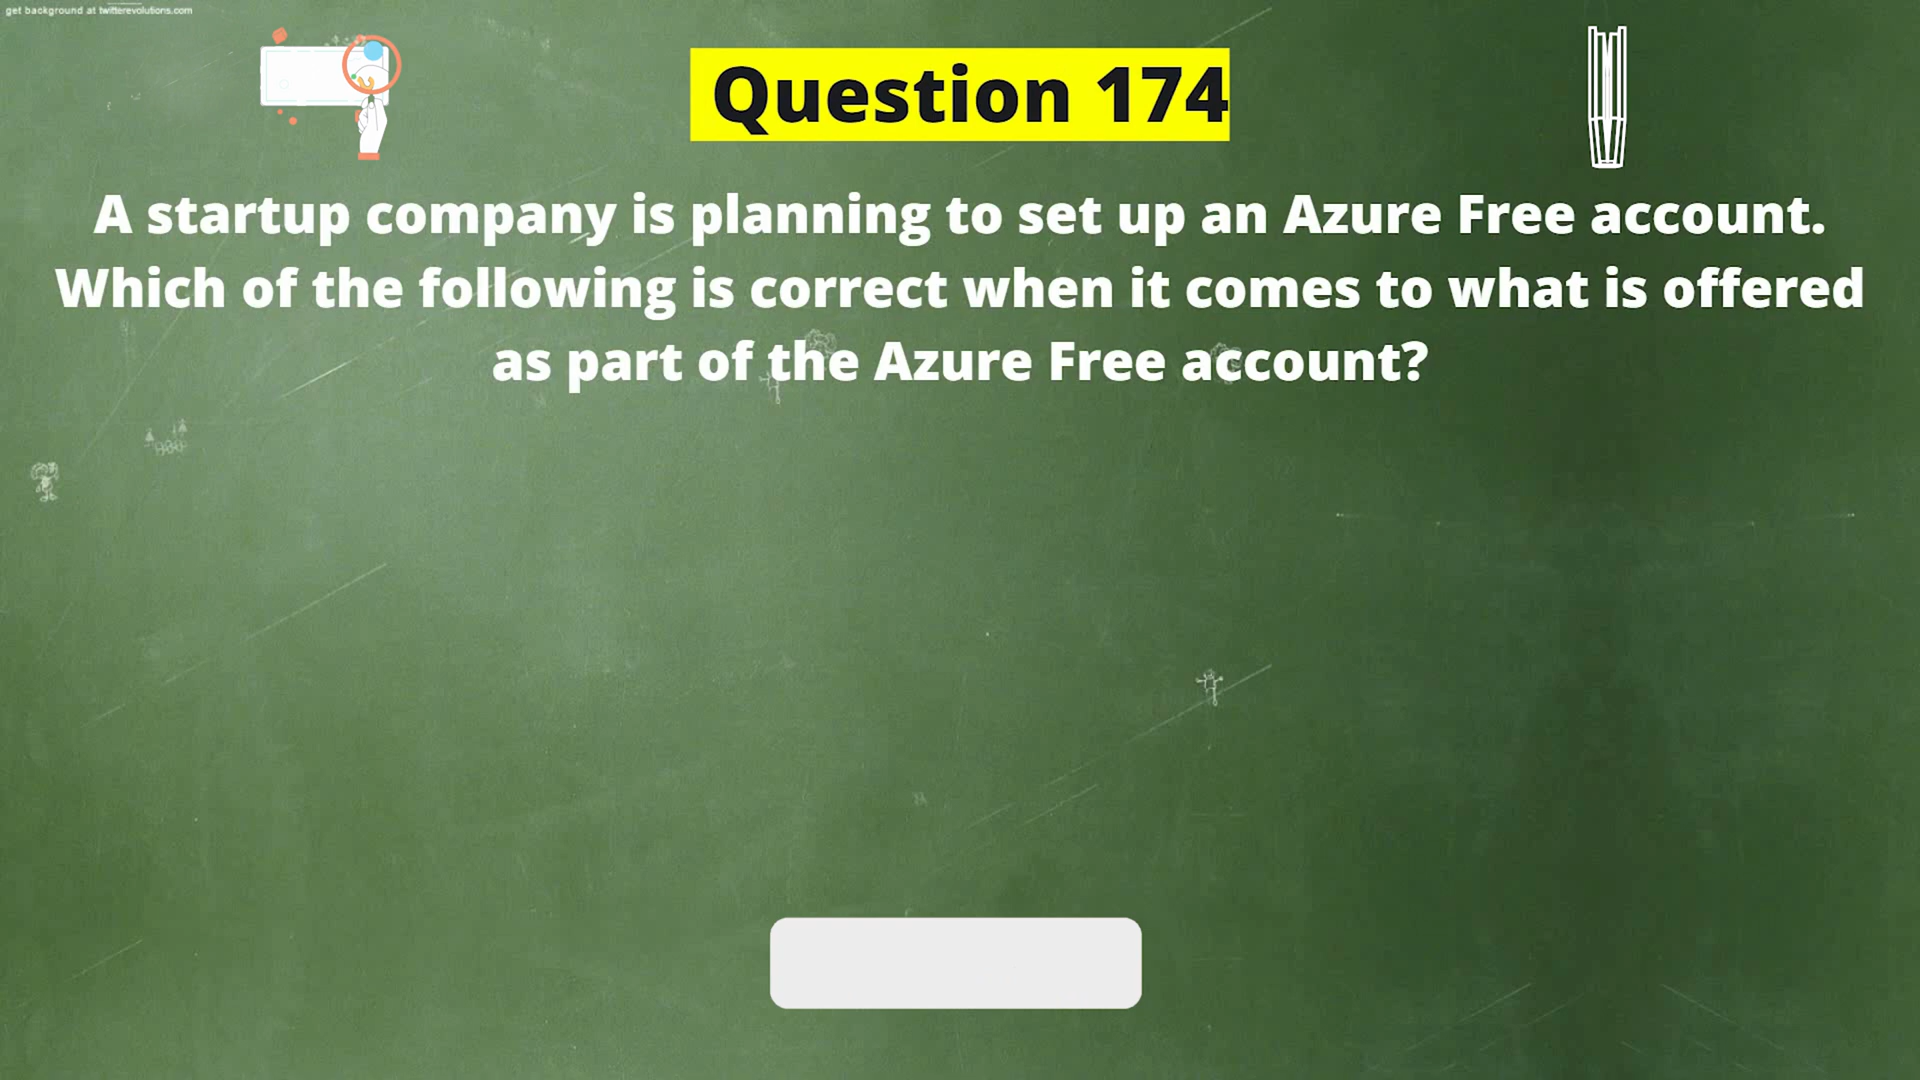 get background at twitterevolutions.com
Question 174
A startup company is planning to set up an Azure Free account.
Which of the following is correct when it comes to what is offered
as part of the Azure Free account?